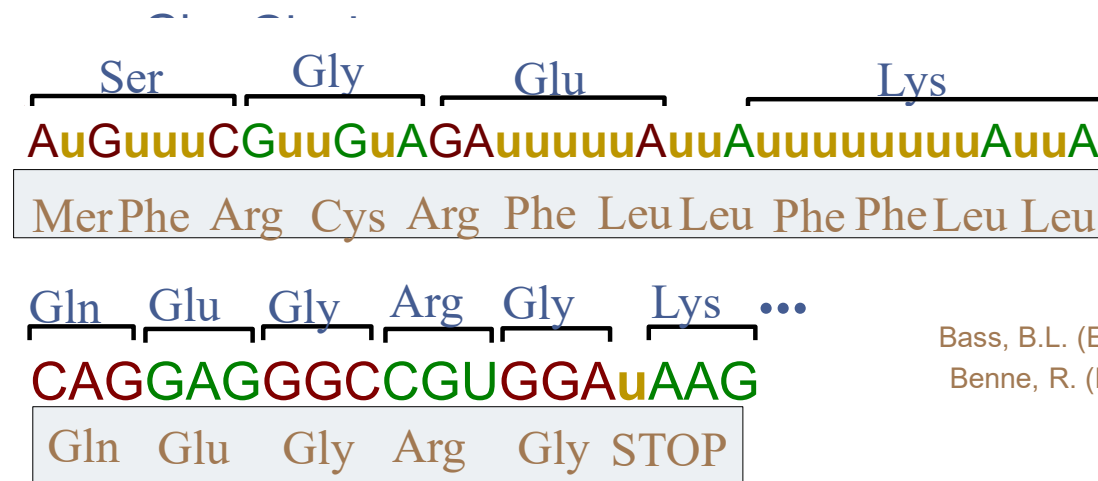 Ser Gly Glu Lys
AuGuuuCGuuGuAGAuuuuuAuuAuuuuuuuuAuuA
Mer Phe Arg Cys Arg Phe Leu Leu Phe Phe Leu Leu
Gln Glu Gly Arg Gly Lys •••
CAGGAGGGCCGUGGAuAAG
Gln Glu Gly Arg Gly STOP
Bass, B.L. (
Benne, R. (